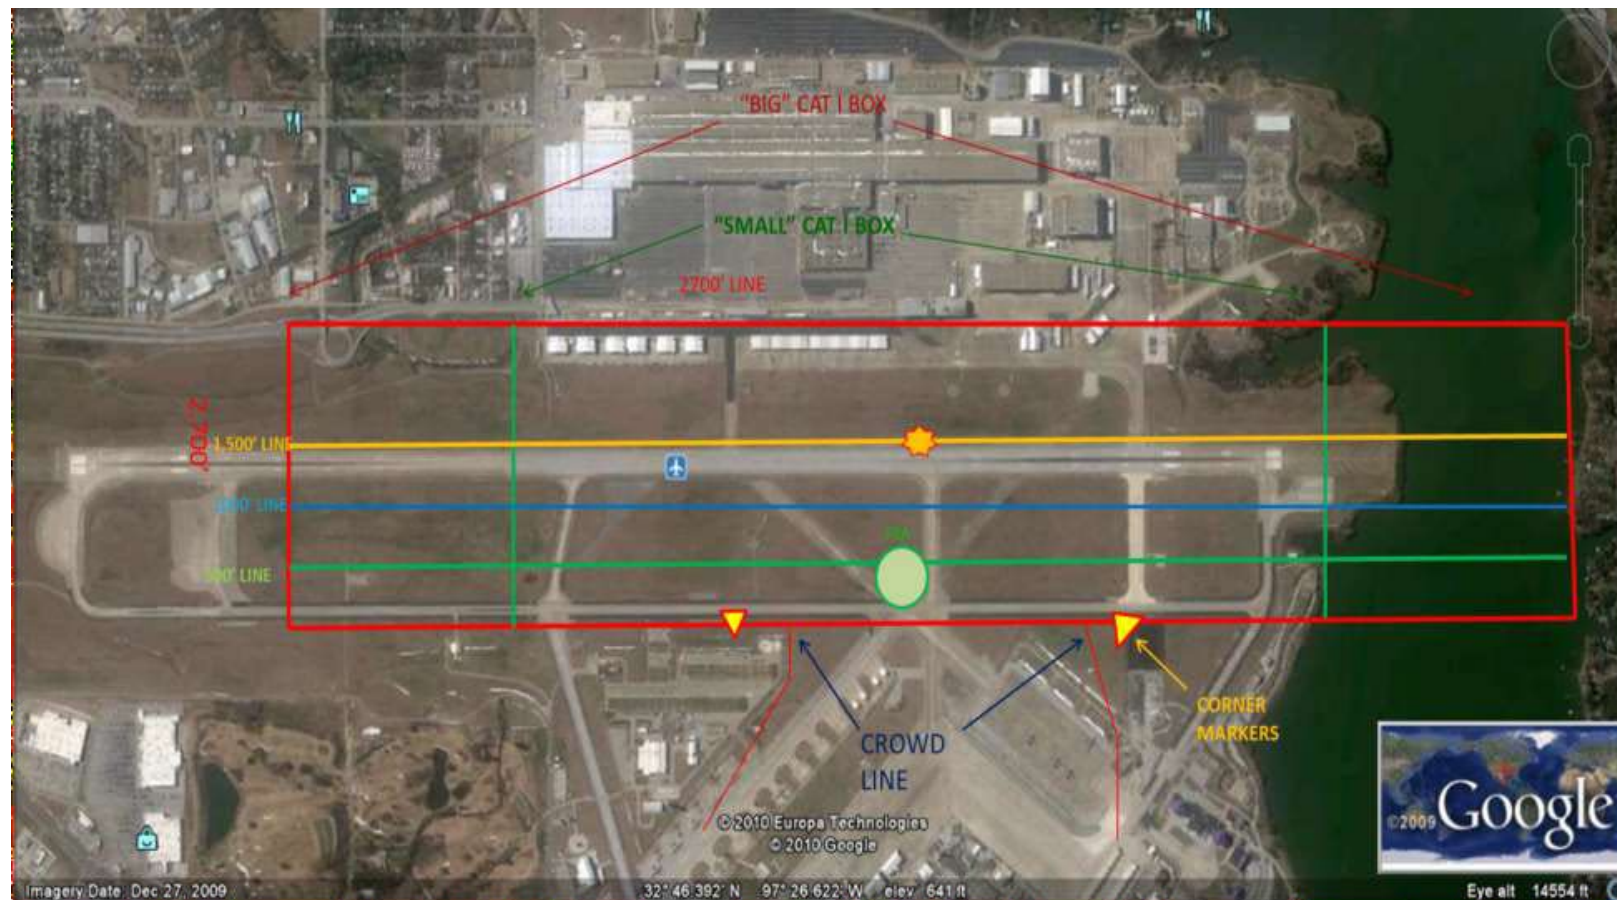 "BIG" CAT I BOX
"SMALL" CAT I BOX
2700' LINE
2,700'
1,500' LINE
LINE
LINE
CROWD
LINE
CORNER
MARKERS
© 2010 Europa Technologies
© 2010 Google
©2009 Google
Imagery Date: Dec 27, 2009
32° 46.392' N 97° 26.622' W elev 641 ft
Eye alt 14554 ft